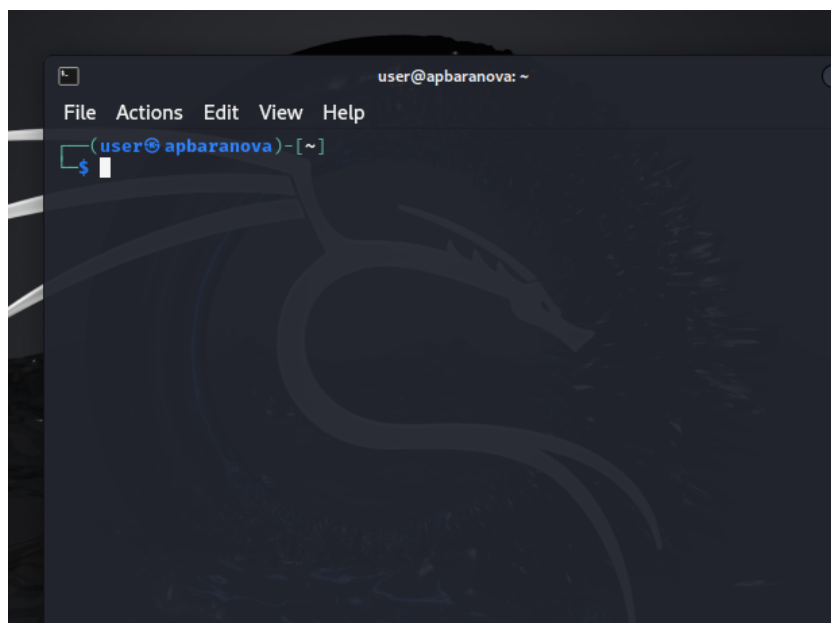 user@apbaranova: ~
File Actions Edit View Help
┌──(user㉿apbaranova)-[~]
└─$